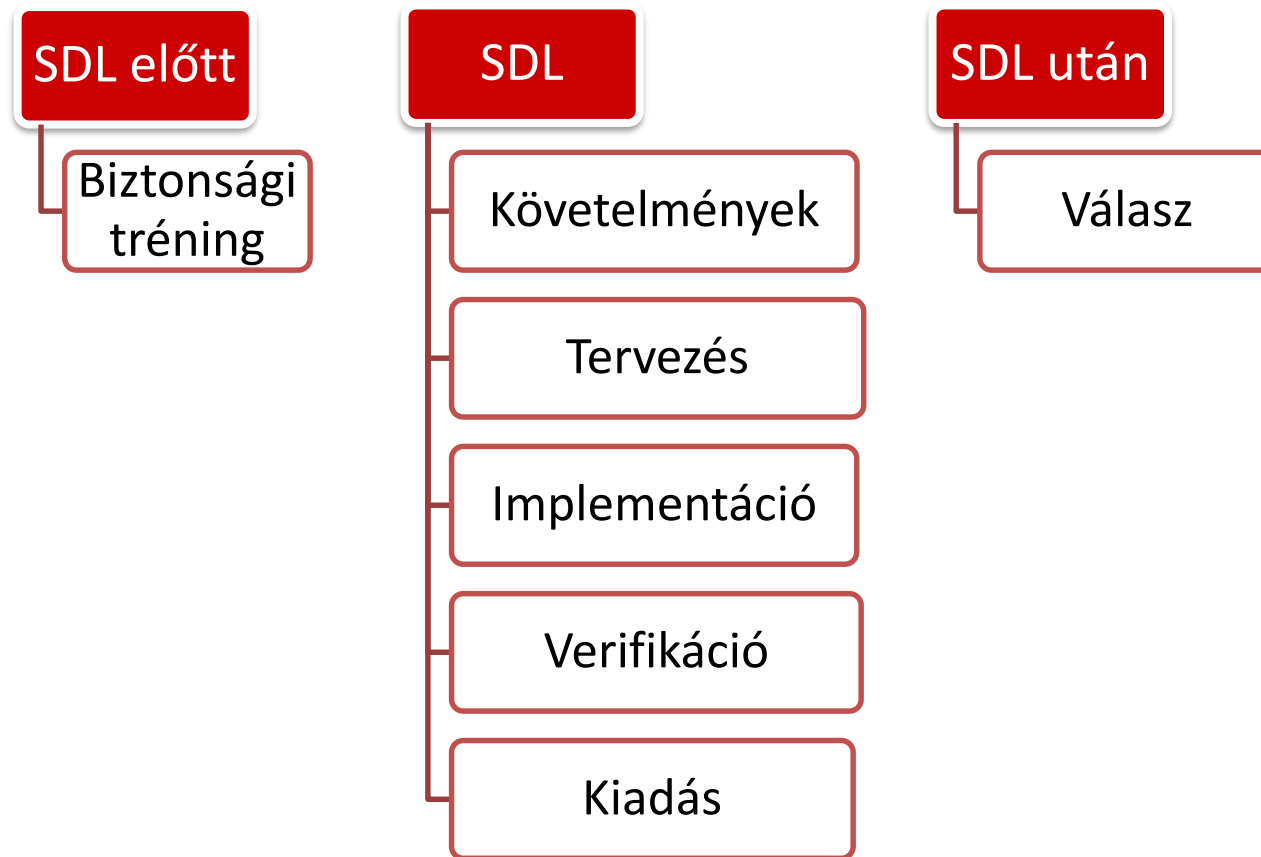 SDL előtt
Biztonsági
tréning
SDL
Követelmények
Tervezés
Implementáció
Verifikáció
Kiadás
SDL után
Válasz